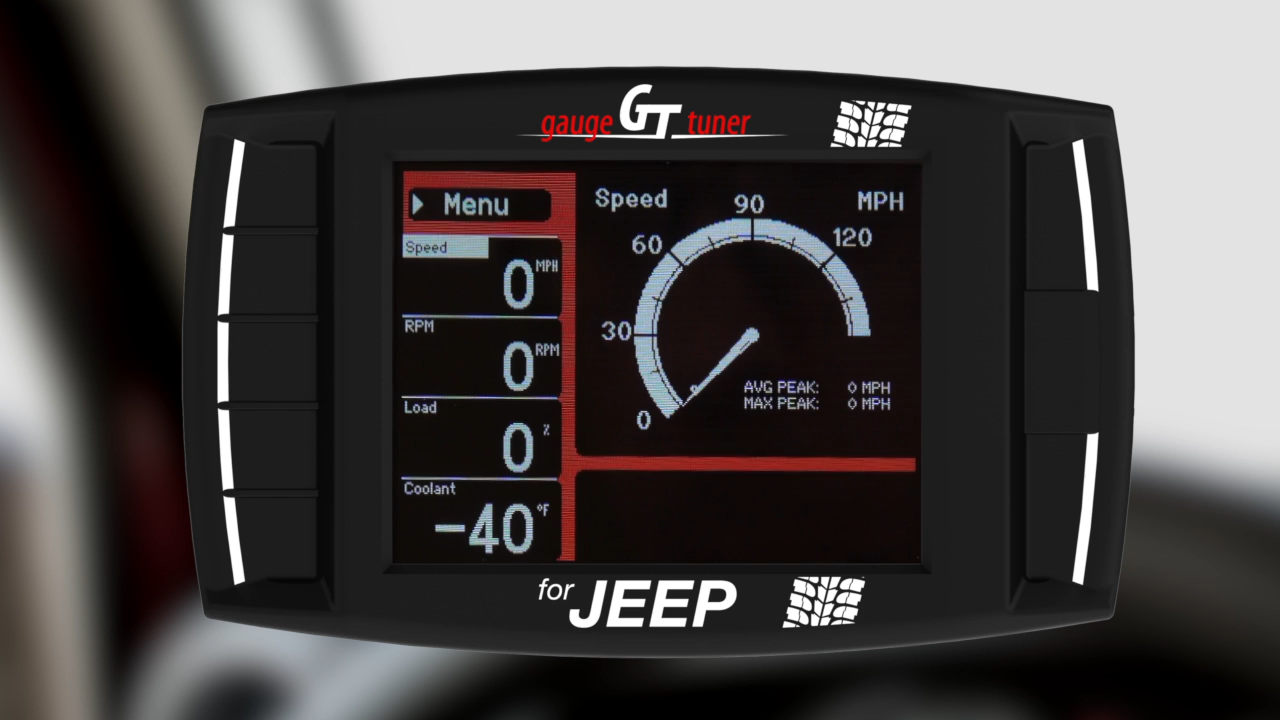 gauge GT tuner
Menu
Speed
0 MPH
RPM
0 RPM
Load
0 %
Coolant
-40 °F
Speed
MPH
0
30
60
90
120
AVG PEAK: 0 MPH
MAX PEAK: 0 MPH
for JEEP